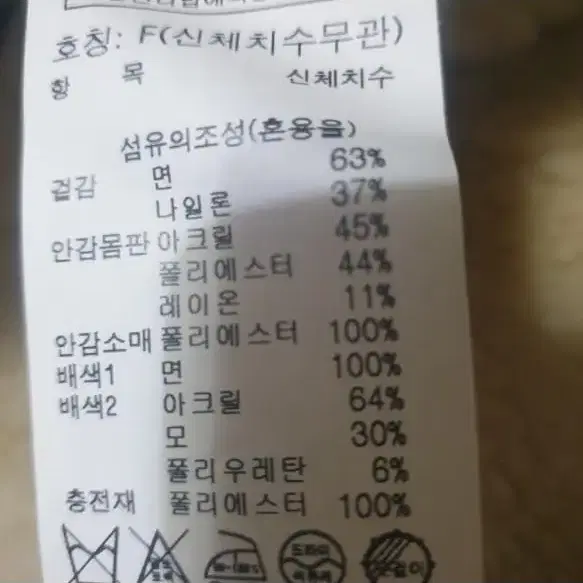 호칭: F(신체치수무관)
항 목 신체치수
섬유의조성(혼용율)
겉감 면 63%
나일론 37%
안감몸판 아크릴 45%
폴리에스터 44%
레이온 11%
안감소매 폴리에스터 100%
배색1 면 100%
배색2 아크릴 64%
모 30%
폴리우레탄 6%
충전재 폴리에스터 100%
드라이